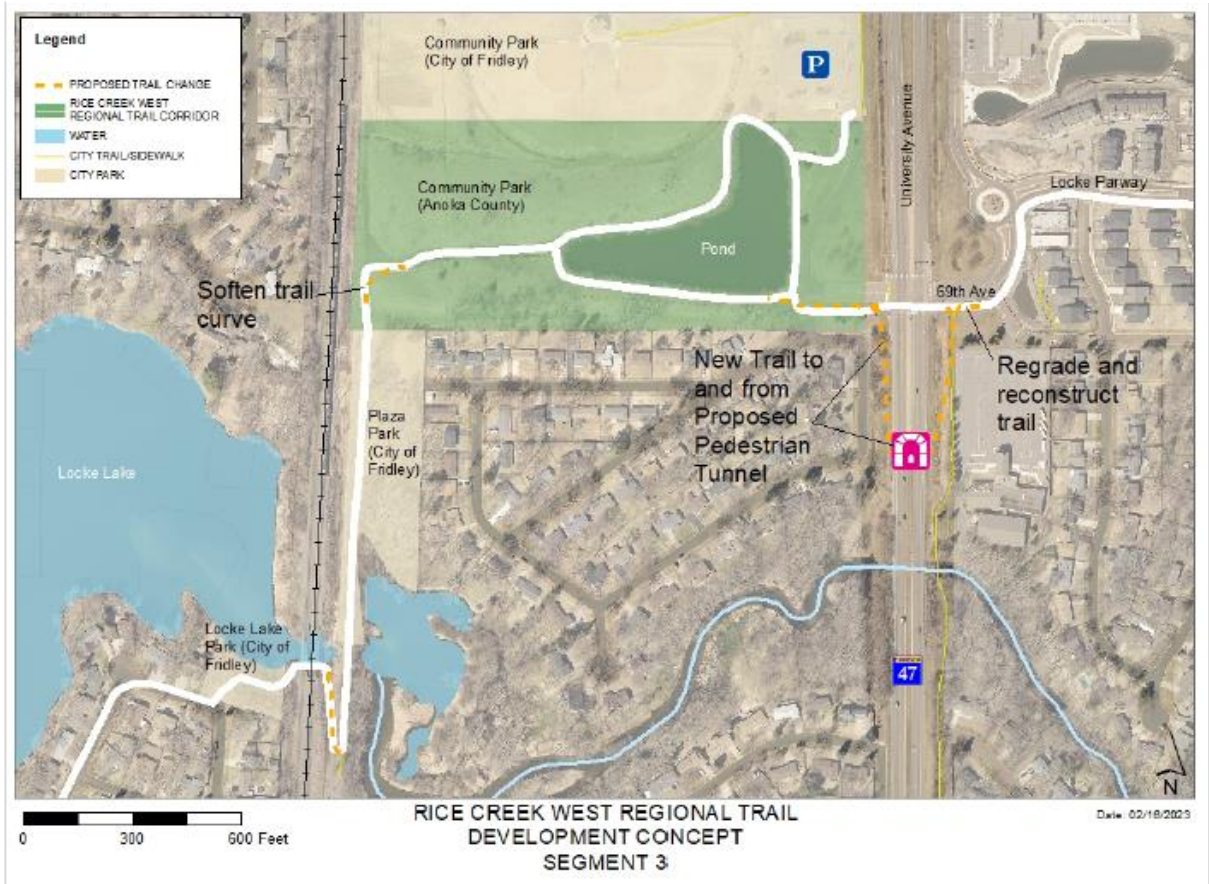 Legend
PROPOSED TRAIL CHANGE
RICE CREEK WEST
REGIONAL TRAIL CORRIDOR
WATER
CITY TRAIL/SIDEWALK
CITY PARK
Community Park
(City of Fridley)
P
University Avenue
Locke Parway
Community Park
(Anoka County)
Pond
Soften trail
curve
69th Ave
New Trail to
and from
Proposed
Pedestrian
Tunnel
Regrade and
reconstruct
trail
Plaza
Park
(City of
Fridley)
Locke Lake
Locke Lake
Park (City of
Fridley)
47
N
0 300 600 Feet
RICE CREEK WEST REGIONAL TRAIL
DEVELOPMENT CONCEPT
SEGMENT 3
Date: 02/16/2023